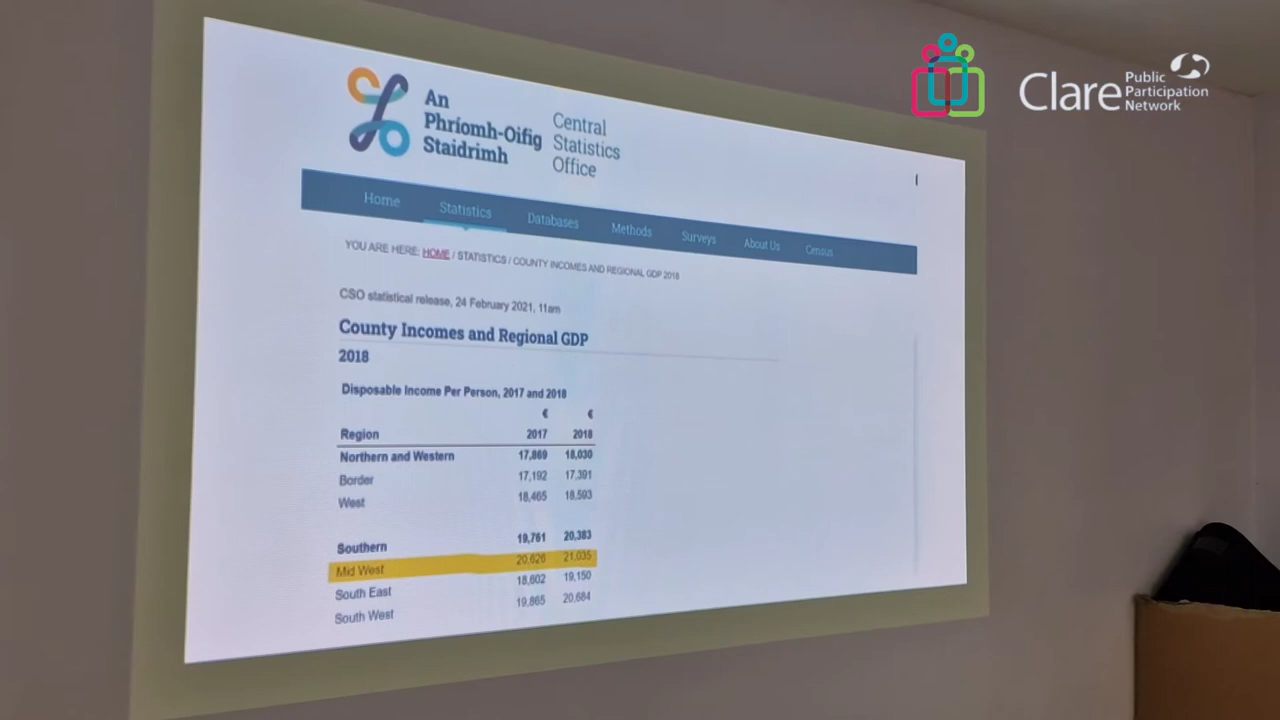 Clare Public Participation Network
An Phríomh-Oifig Staidrimh
Central Statistics Office
Home Statistics Databases Methods Surveys About Us Census
YOU ARE HERE: HOME / STATISTICS / COUNTY INCOMES AND REGIONAL GDP 2018
CSO statistical release, 24 February 2021, 11am
County Incomes and Regional GDP
2018
Disposable Income Per Person, 2017 and 2018
€ €
Region 2017 2018
Northern and Western 17,869 18,030
Border 17,192 17,391
West 18,465 18,593
Southern 19,761 20,383
Mid West 20,626 21,035
South East 18,602 19,150
South West 19,865 20,684